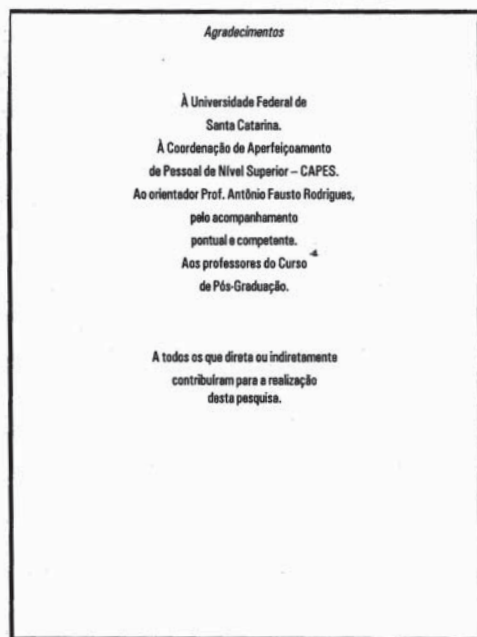 Agradecimentos
À Universidade Federal de
Santa Catarina.
À Coordenação de Aperfeiçoamento
de Pessoal de Nível Superior – CAPES.
Ao orientador Prof. Antônio Fausto Rodrigues,
pelo acompanhamento
pontual e competente.
Aos professores do Curso
de Pós-Graduação.
A todos os que direta ou indiretamente
contribuíram para a realização
desta pesquisa.